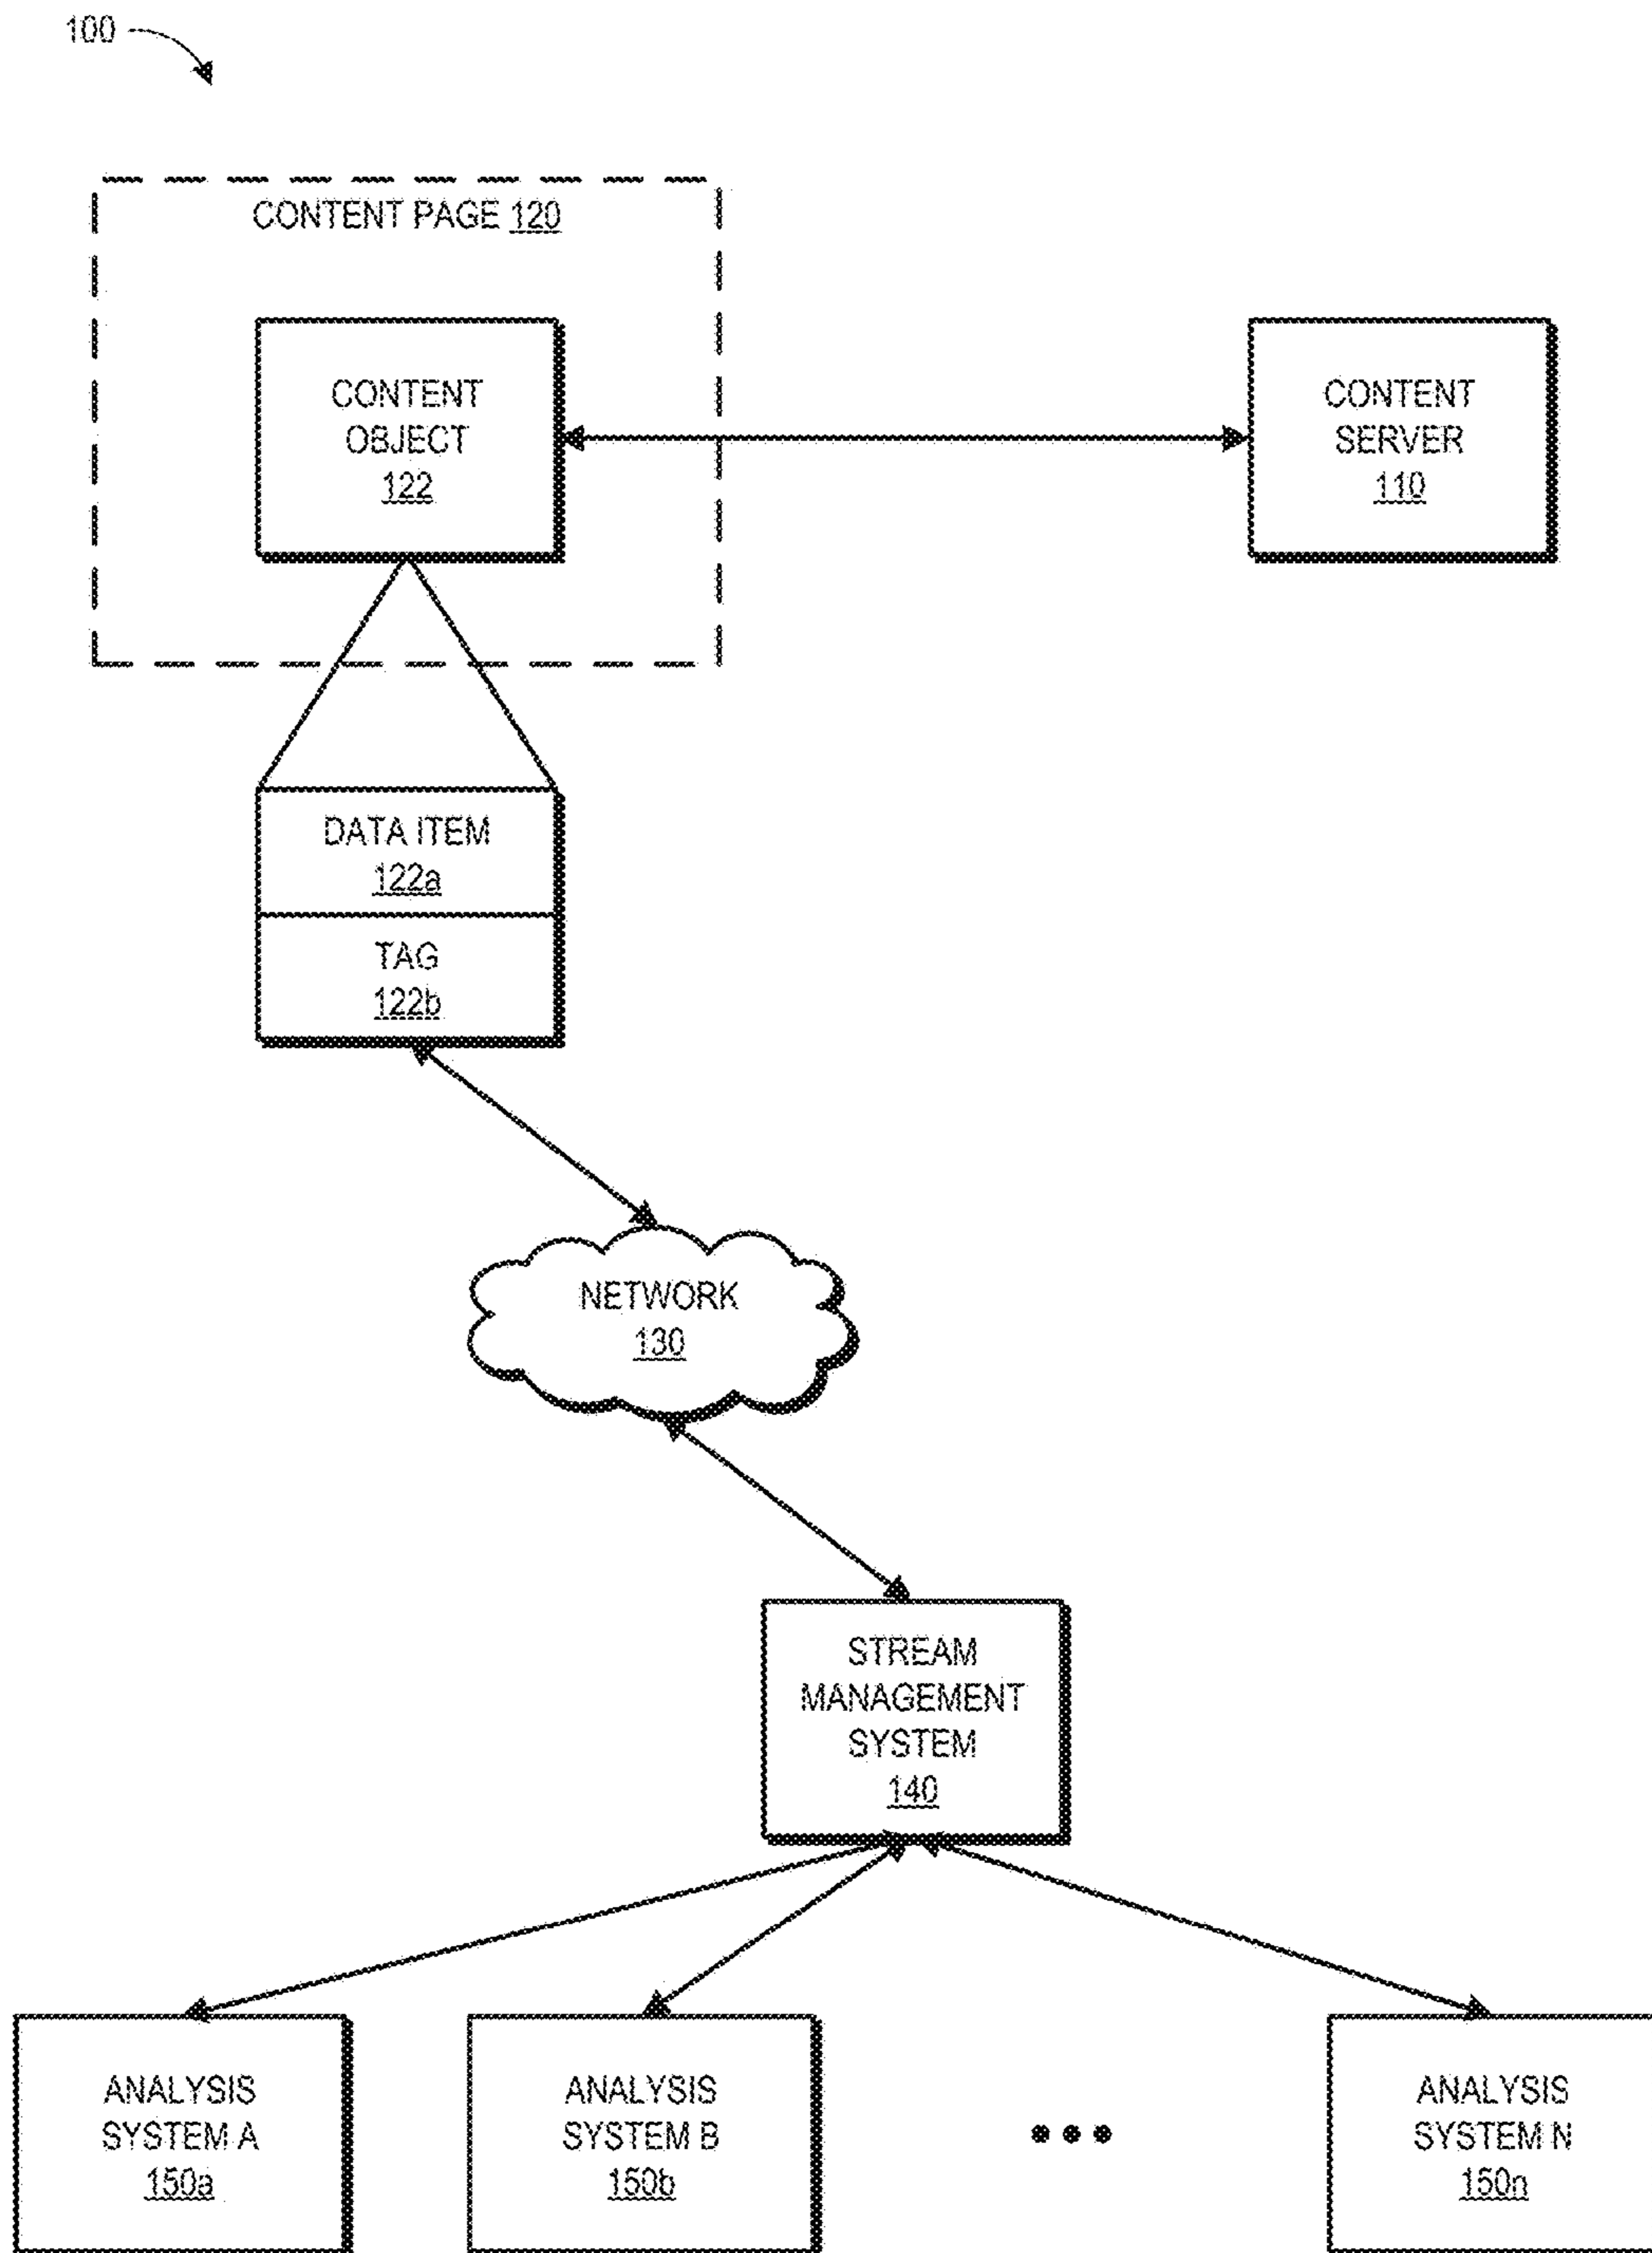 100
CONTENT PAGE 120
CONTENT
OBJECT
122
CONTENT
SERVER
110
DATA ITEM
122a
TAG
122b
NETWORK
130
STREAM
MANAGEMENT
SYSTEM
140
ANALYSIS
SYSTEM A
150a
ANALYSIS
SYSTEM B
150b
ANALYSIS
SYSTEM N
150n